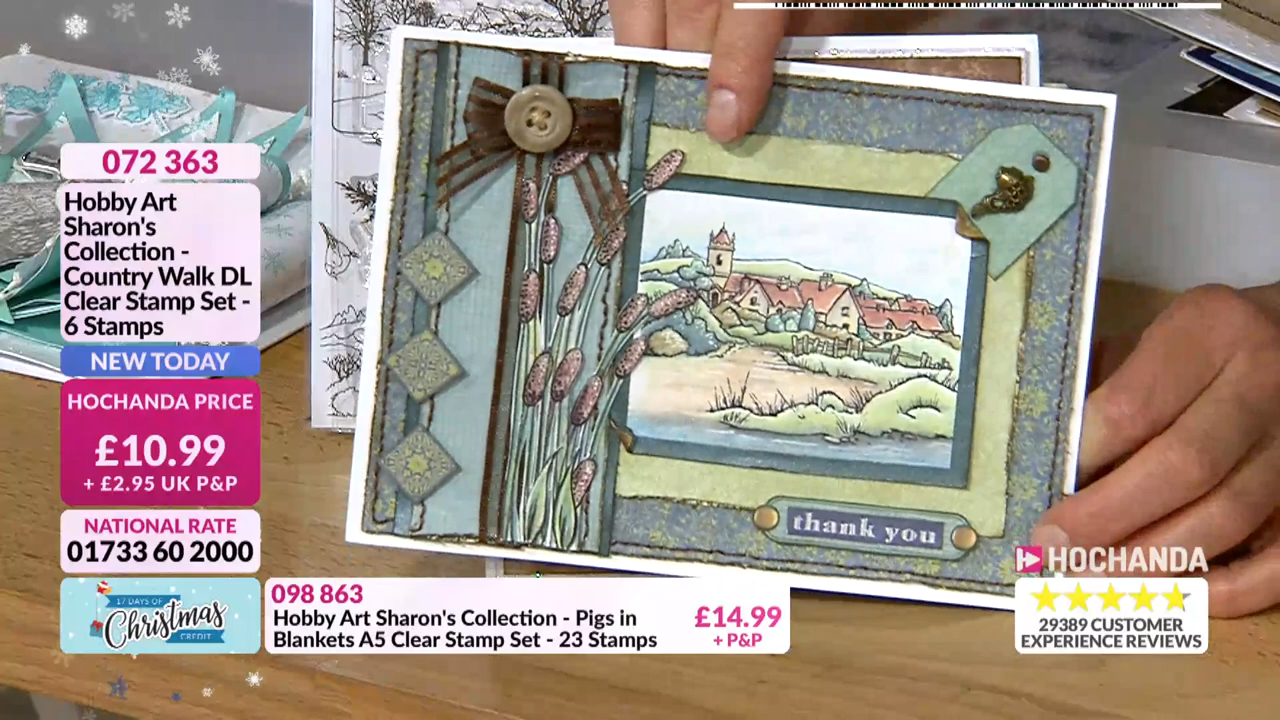 072 363
Hobby Art
Sharon's
Collection -
Country Walk DL
Clear Stamp Set -
6 Stamps
NEW TODAY
HOCHANDA PRICE
£10.99
+ £2.95 UK P&P
NATIONAL RATE
01733 60 2000
17 DAYS OF
Christmas
CREDIT
098 863
Hobby Art Sharon's Collection - Pigs in
Blankets A5 Clear Stamp Set - 23 Stamps
£14.99
+ P&P
thank you
HOCHANDA
29389 CUSTOMER
EXPERIENCE REVIEWS